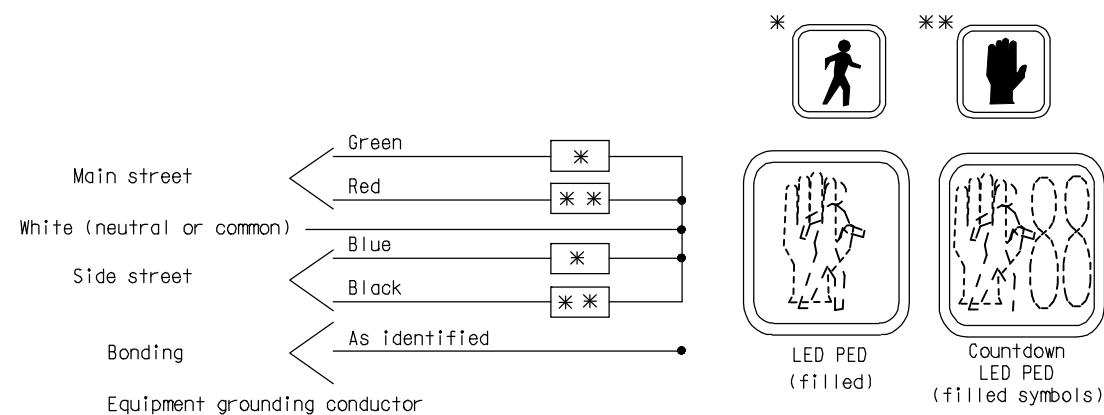 *
**
Green
*
Main street
Red
* *
White (neutral or common)
Blue
*
Side street
Black
* *
As identified
Bonding
Equipment grounding conductor
LED PED
(filled)
Countdown
LED PED
(filled symbols)